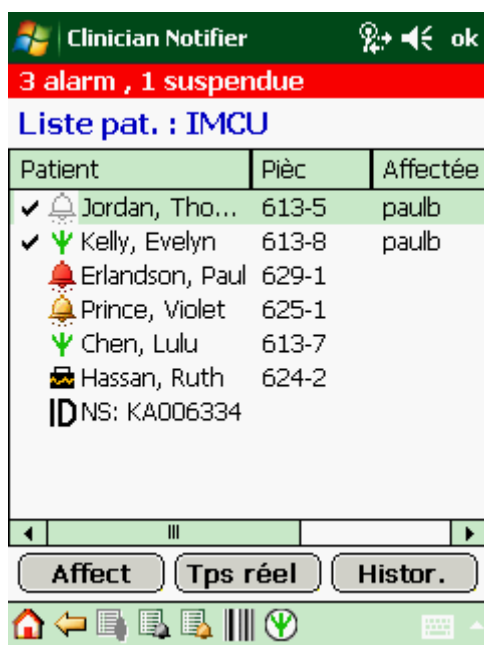 Clinician Notifier ok
3 alarm , 1 suspendue
Liste pat. : IMCU
Patient Pièc Affectée
Jordan, Tho... 613-5 paulb
Kelly, Evelyn 613-8 paulb
Erlandson, Paul 629-1
Prince, Violet 625-1
Chen, Lulu 613-7
Hassan, Ruth 624-2
ID NS: KA006334
Affect Tps réel Histor.